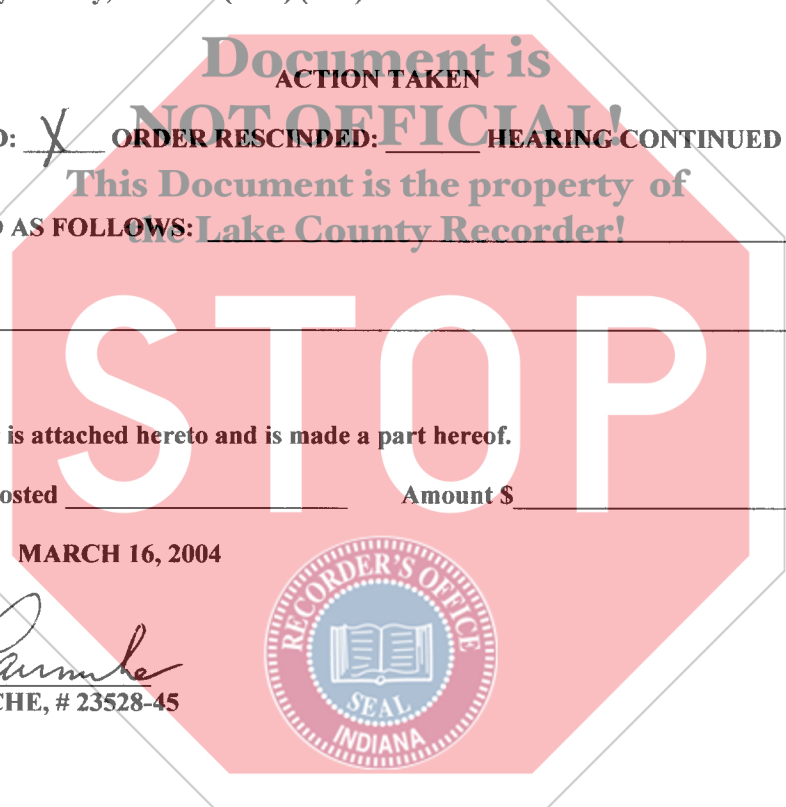 Document is
ACTION TAKEN
NOT OFFICIAL!
D: X ORDER RESCINDED: HEARING CONTINUED
This Document is the property of
AS FOLLOWS:
the Lake County Recorder!
STOP
is attached hereto and is made a part hereof.
osted Amount $
MARCH 16, 2004
RECORDER'S OFFICE
SEAL
INDIANA
CHE, # 23528-45